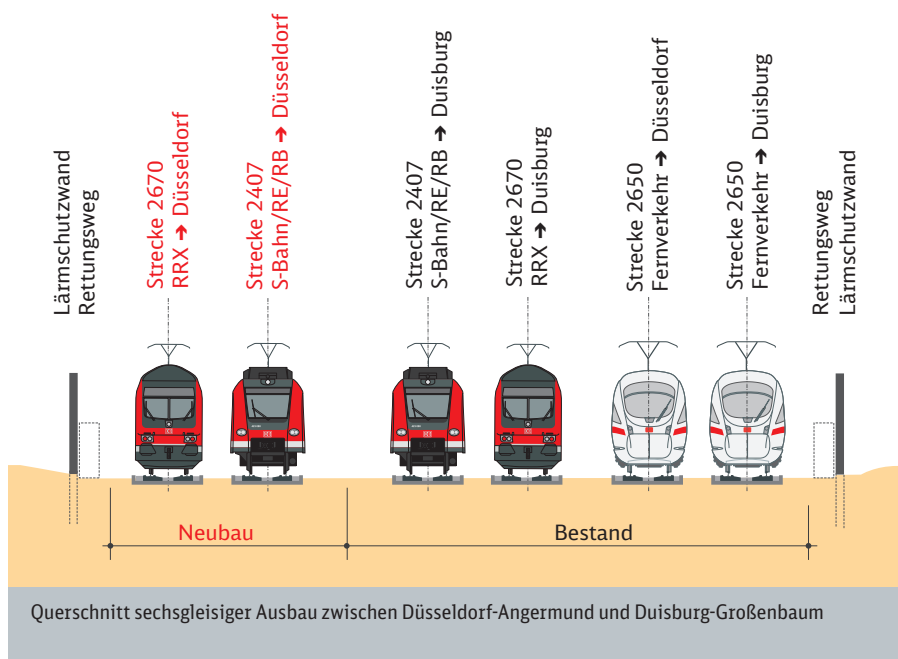 Lärmschutzwand
Rettungsweg
Strecke 2670
RRX ➔ Düsseldorf
Strecke 2407
S-Bahn/RE/RB ➔ Düsseldorf
Strecke 2407
S-Bahn/RE/RB ➔ Duisburg
Strecke 2670
RRX ➔ Duisburg
Strecke 2650
Fernverkehr ➔ Düsseldorf
Strecke 2650
Fernverkehr ➔ Duisburg
Rettungsweg
Lärmschutzwand
Neubau
Bestand
Querschnitt sechsgleisiger Ausbau zwischen Düsseldorf-Angermund und Duisburg-Großenbaum